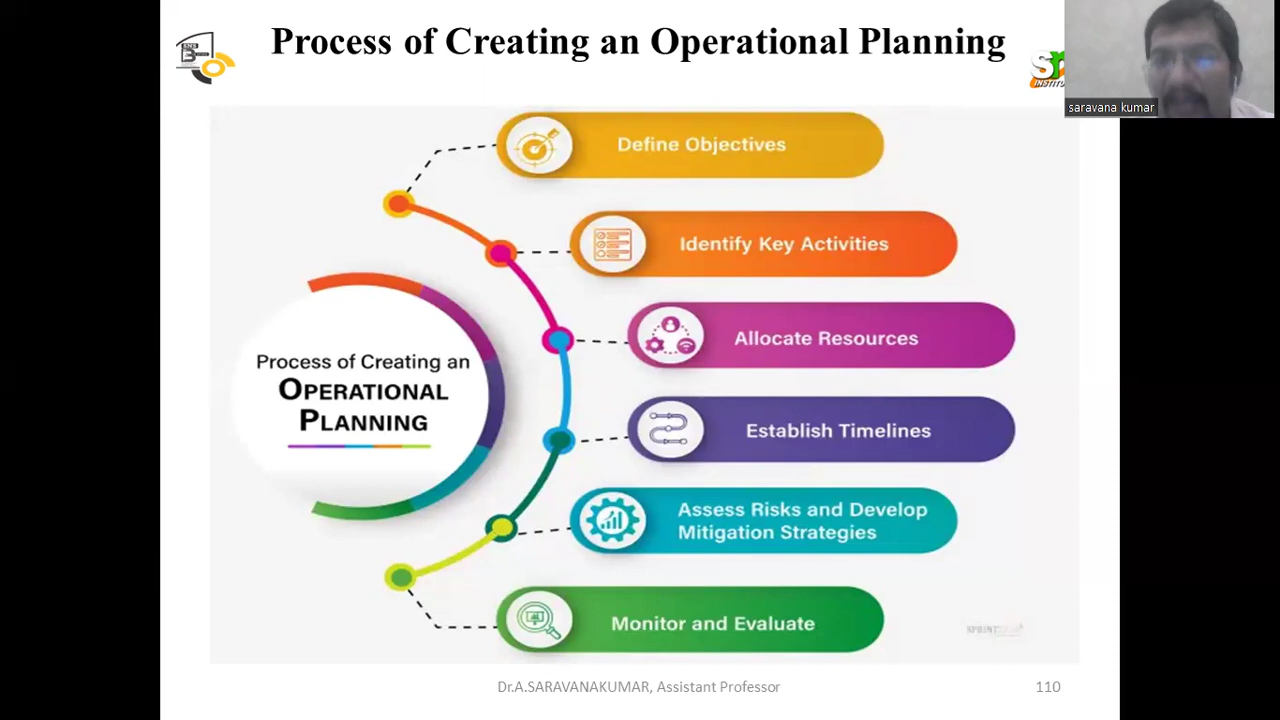 Process of Creating an Operational Planning
saravana kumar
Define Objectives
Identify Key Activities
Allocate Resources
Process of Creating an
OPERATIONAL
PLANNING
Establish Timelines
Assess Risks and Develop
Mitigation Strategies
Monitor and Evaluate
Dr.A.SARAVANAKUMAR, Assistant Professor
110